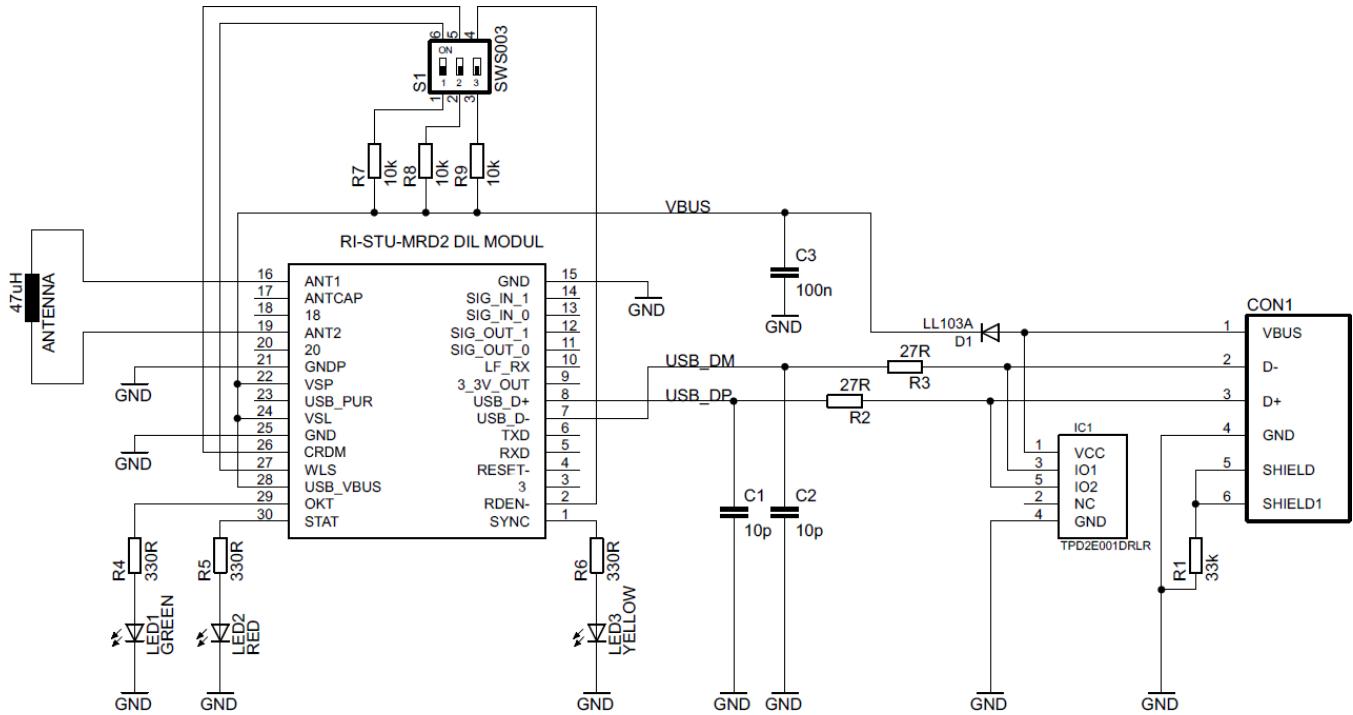 6 5 4
ON
1 2 3
S1
SWS003
1 2 3
R7 10k R8 10k R9 10k
VBUS
RI-STU-MRD2 DIL MODUL
47uH
ANTENNA
16 ANT1 GND 15
17 ANTCAP SIG_IN_1 14
18 18 SIG_IN_0 13
19 ANT2 SIG_OUT_1 12
20 20 SIG_OUT_0 11
21 GNDP LF_RX 10
22 VSP 3_3V_OUT 9
23 USB_PUR USB_D+ 8
24 VSL USB_D- 7
25 GND TXD 6
26 CRDM RXD 5
27 WLS RESET- 4
28 USB_VBUS 3 3
29 OKT RDEN- 2
30 STAT SYNC 1
GND
GND
GND
C3
100n
GND
LL103A
D1
USB_DM
27R
R3
USB_DP
27R
R2
CON1
1 VBUS
2 D-
3 D+
4 GND
5 SHIELD
6 SHIELD1
IC1
1 VCC
3 IO1
5 IO2
2 NC
4 GND
TPD2E001DRLR
C1
10p
C2
10p
R1
33k
R4 330R R5 330R R6 330R
LED1 GREEN
LED2 RED
LED3 YELLOW
GND GND GND GND GND GND GND